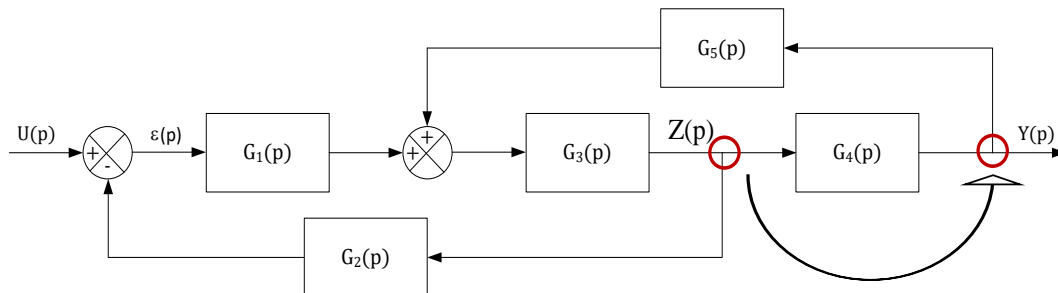 G₅(p)
U(p)
+
-
ε(p)
G₁(p)
+
+
G₃(p)
Z(p)
G₄(p)
Y(p)
G₂(p)